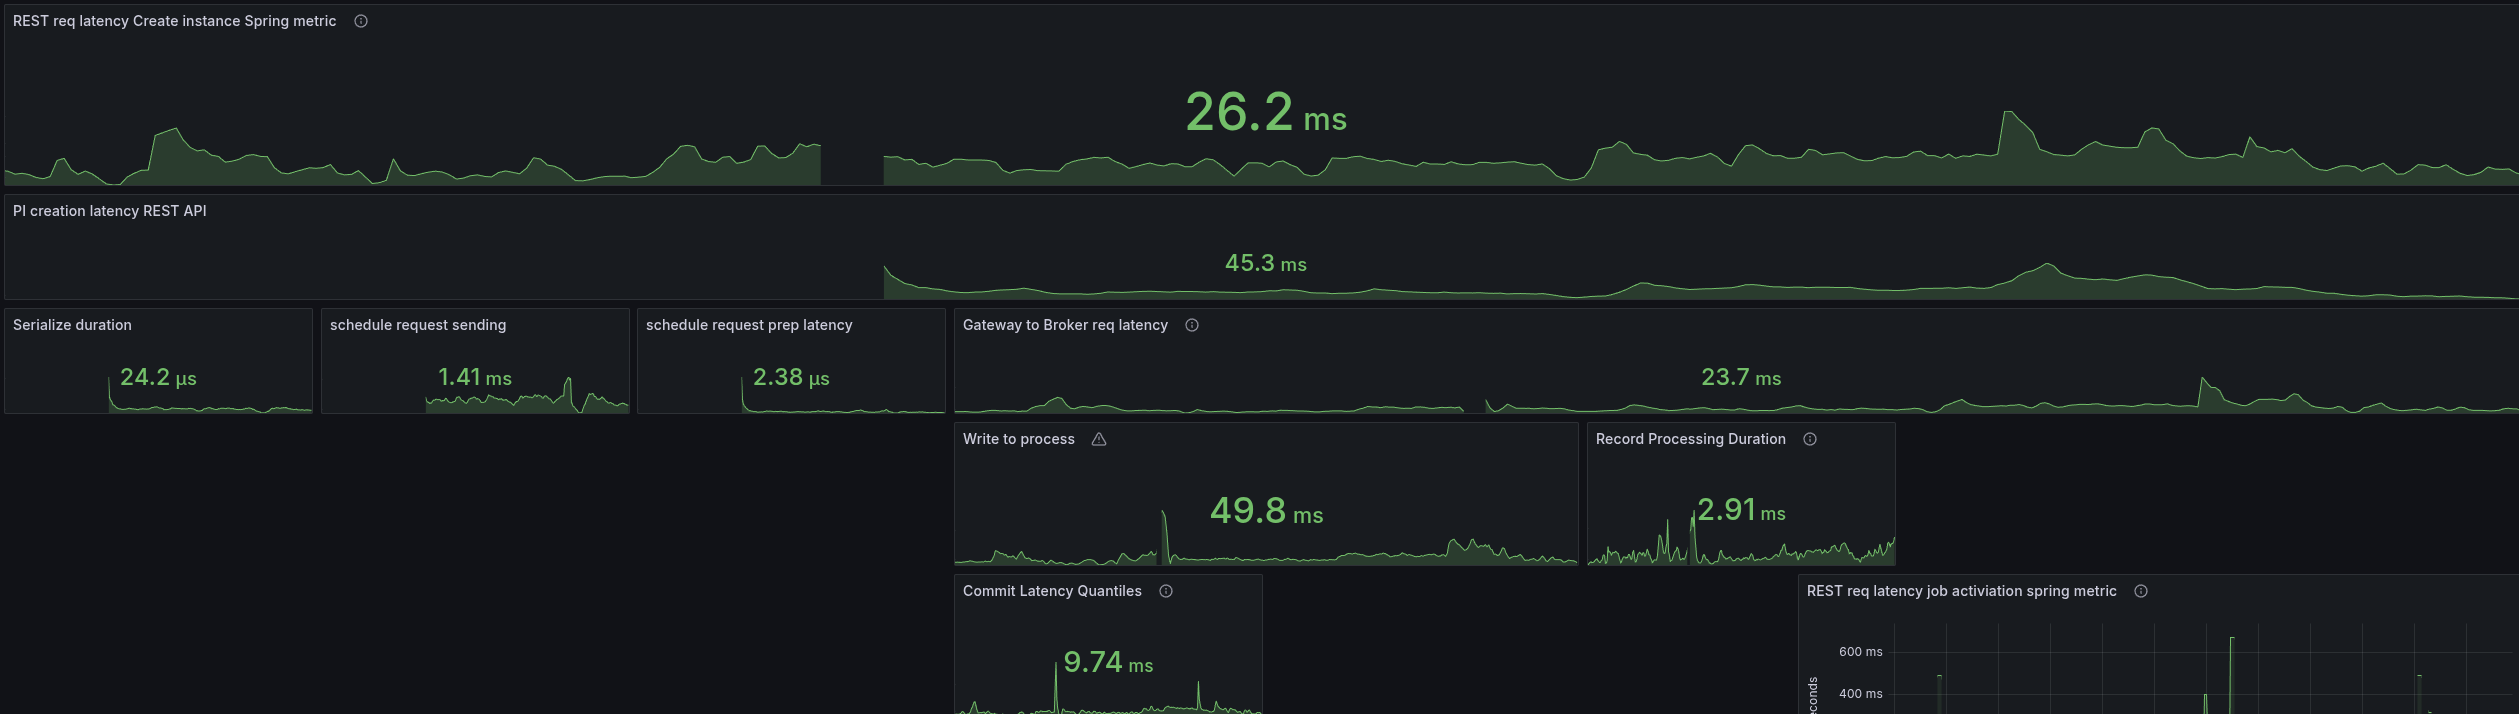 REST req latency Create instance Spring metric
26.2 ms
PI creation latency REST API
45.3 ms
Serialize duration
24.2 µs
schedule request sending
1.41 ms
schedule request prep latency
2.38 µs
Gateway to Broker req latency
23.7 ms
Write to process
49.8 ms
Record Processing Duration
2.91 ms
Commit Latency Quantiles
9.74 ms
REST req latency job activiation spring metric
600 ms
400 ms